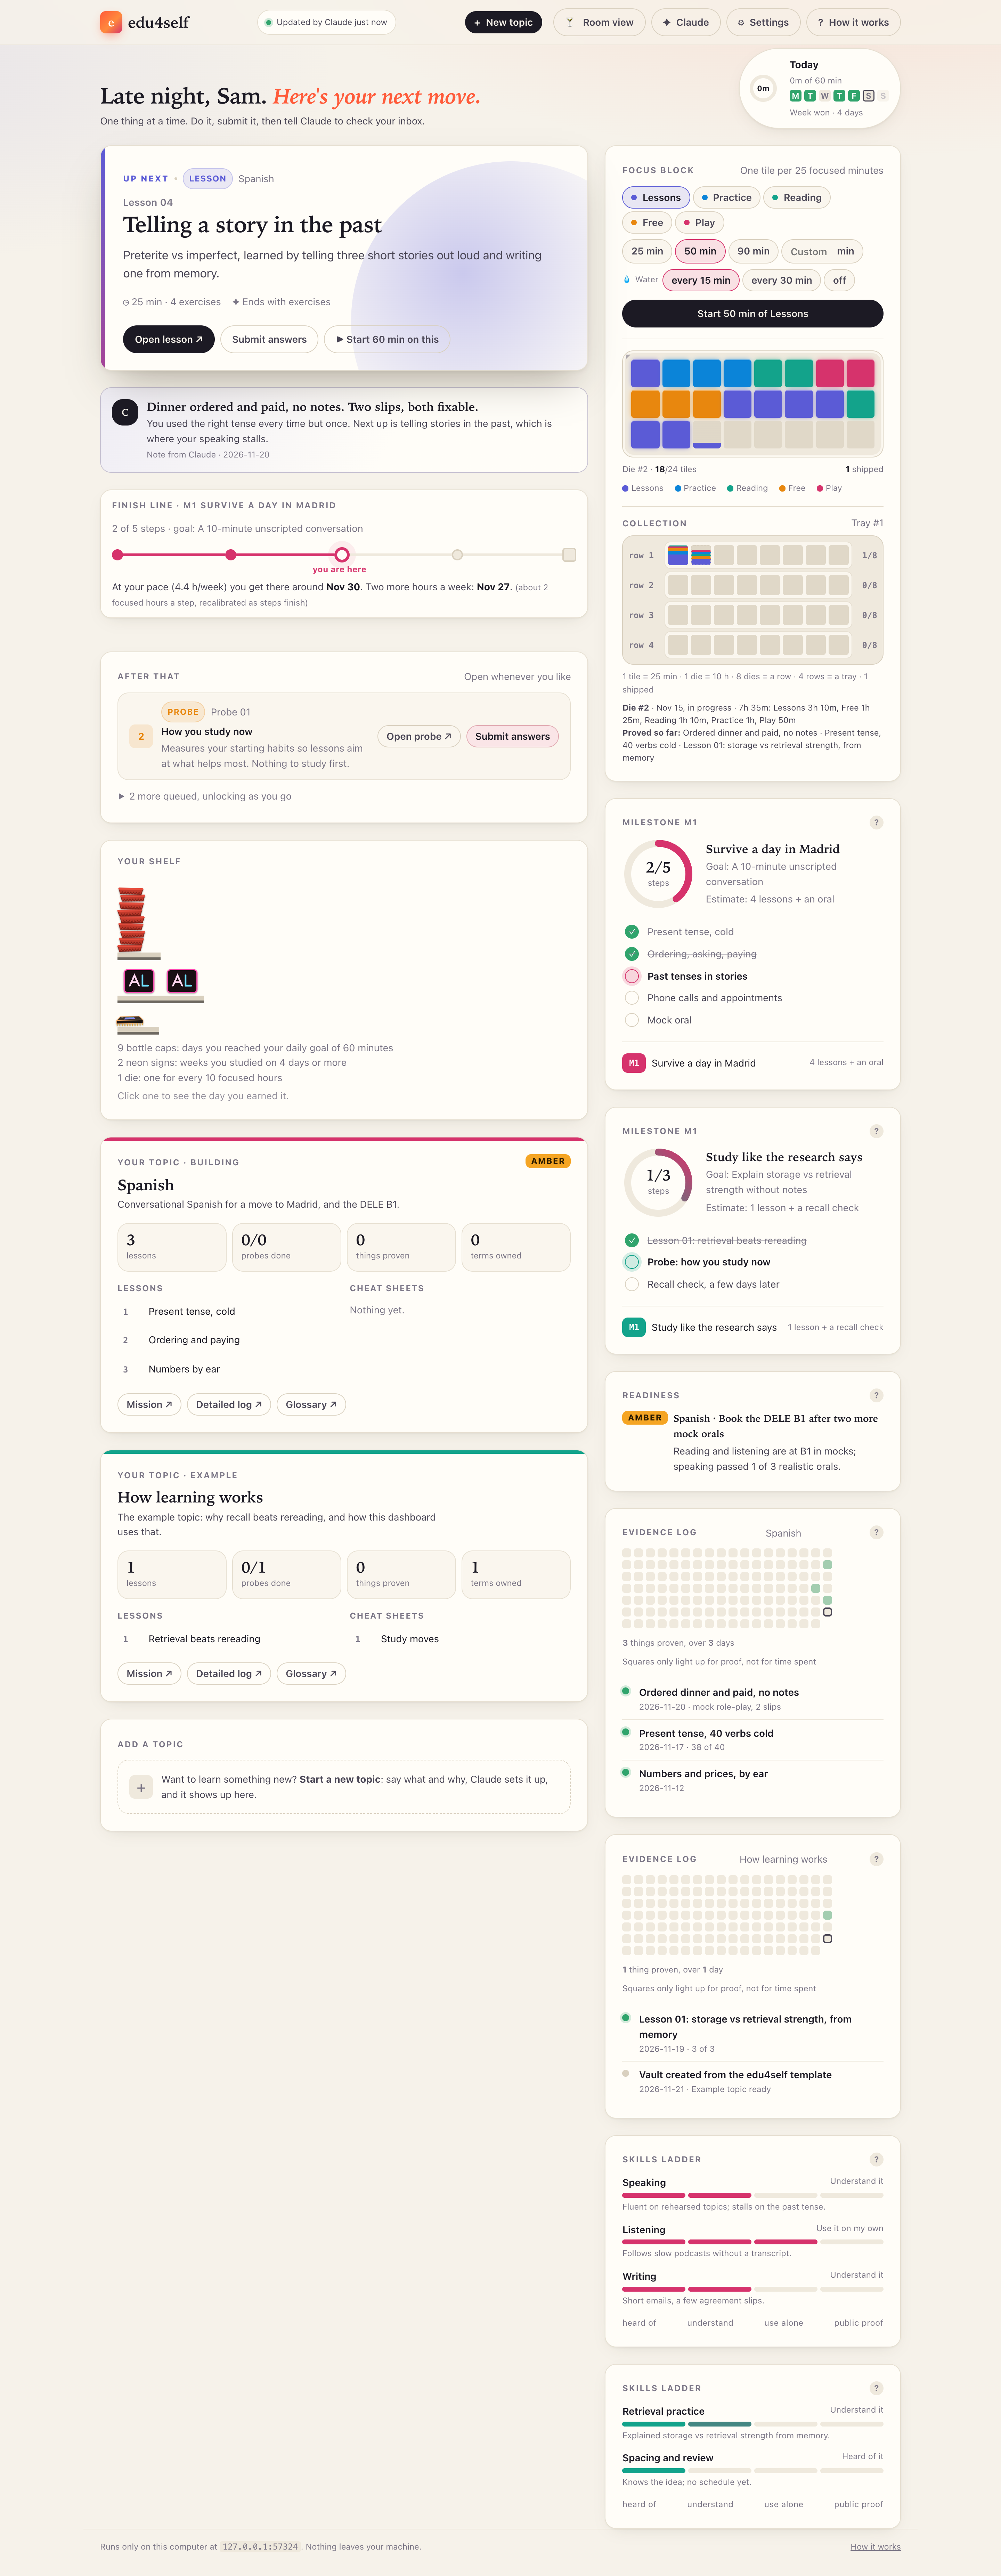 e edu4self
Updated by Claude just now
+ New topic
Room view
Claude
Settings
? How it works
Late night, Sam. Here's your next move.
One thing at a time. Do it, submit it, then tell Claude to check your inbox.
0m
Today
0m of 60 min
M T W T F S S
Week won · 4 days
UP NEXT · LESSON Spanish
Lesson 04
Telling a story in the past
Preterite vs imperfect, learned by telling three short stories out loud and writing
one from memory.
25 min · 4 exercises
Ends with exercises
Open lesson ↗
Submit answers
▶ Start 60 min on this
C
Dinner ordered and paid, no notes. Two slips, both fixable.
You used the right tense every time but once. Next up is telling stories in the past, which is
where your speaking stalls.
Note from Claude · 2026-11-20
FINISH LINE · M1 SURVIVE A DAY IN MADRID
2 of 5 steps · goal: A 10-minute unscripted conversation
you are here
At your pace (4.4 h/week) you get there around Nov 30. Two more hours a week: Nov 27. (about 2
focused hours a step, recalibrated as steps finish)
AFTER THAT
Open whenever you like
2
PROBE Probe 01
How you study now
Measures your starting habits so lessons aim
at what helps most. Nothing to study first.
Open probe ↗
Submit answers
▶ 2 more queued, unlocking as you go
YOUR SHELF
AL AL
9 bottle caps: days you reached your daily goal of 60 minutes
2 neon signs: weeks you studied on 4 days or more
1 die: one for every 10 focused hours
Click one to see the day you earned it.
YOUR TOPIC · BUILDING
AMBER
Spanish
Conversational Spanish for a move to Madrid, and the DELE B1.
3 lessons
0/0 probes done
0 things proven
0 terms owned
LESSONS
1 Present tense, cold
2 Ordering and paying
3 Numbers by ear
CHEAT SHEETS
Nothing yet.
Mission ↗
Detailed log ↗
Glossary ↗
YOUR TOPIC · EXAMPLE
How learning works
The example topic: why recall beats rereading, and how this dashboard
uses that.
1 lessons
0/1 probes done
0 things proven
1 terms owned
LESSONS
1 Retrieval beats rereading
CHEAT SHEETS
1 Study moves
Mission ↗
Detailed log ↗
Glossary ↗
ADD A TOPIC
+
Want to learn something new? Start a new topic: say what and why, Claude sets it up,
and it shows up here.
FOCUS BLOCK
One tile per 25 focused minutes
Lessons
Practice
Reading
Free
Play
25 min
50 min
90 min
Custom min
Water
every 15 min
every 30 min
off
Start 50 min of Lessons
Die #2 · 18/24 tiles
1 shipped
Lessons Practice Reading Free Play
COLLECTION
Tray #1
row 1 1/8
row 2 0/8
row 3 0/8
row 4 0/8
1 tile = 25 min · 1 die = 10 h · 8 dies = a row · 4 rows = a tray · 1
shipped
Die #2 · Nov 15, in progress · 7h 35m: Lessons 3h 10m, Free 1h
25m, Reading 1h 10m, Practice 1h, Play 50m
Proved so far: Ordered dinner and paid, no notes · Present tense,
40 verbs cold · Lesson 01: storage vs retrieval strength, from
memory
MILESTONE M1
?
2/5
steps
Survive a day in Madrid
Goal: A 10-minute unscripted
conversation
Estimate: 4 lessons + an oral
Present tense, cold
Ordering, asking, paying
Past tenses in stories
Phone calls and appointments
Mock oral
M1 Survive a day in Madrid
4 lessons + an oral
MILESTONE M1
?
1/3
steps
Study like the research says
Goal: Explain storage vs retrieval
strength without notes
Estimate: 1 lesson + a recall check
Lesson 01: retrieval beats rereading
Probe: how you study now
Recall check, a few days later
M1 Study like the research says
1 lesson + a recall check
READINESS
?
AMBER
Spanish · Book the DELE B1 after two more
mock orals
Reading and listening are at B1 in mocks;
speaking passed 1 of 3 realistic orals.
EVIDENCE LOG
Spanish
?
3 things proven, over 3 days
Squares only light up for proof, not for time spent
Ordered dinner and paid, no notes
2026-11-20 · mock role-play, 2 slips
Present tense, 40 verbs cold
2026-11-17 · 38 of 40
Numbers and prices, by ear
2026-11-12
EVIDENCE LOG
How learning works
?
1 thing proven, over 1 day
Squares only light up for proof, not for time spent
Lesson 01: storage vs retrieval strength, from
memory
2026-11-19 · 3 of 3
Vault created from the edu4self template
2026-11-21 · Example topic ready
SKILLS LADDER
?
Speaking
Understand it
Fluent on rehearsed topics; stalls on the past tense.
Listening
Use it on my own
Follows slow podcasts without a transcript.
Writing
Understand it
Short emails, a few agreement slips.
heard of understand use alone public proof
SKILLS LADDER
?
Retrieval practice
Understand it
Explained storage vs retrieval strength from memory.
Spacing and review
Heard of it
Knows the idea; no schedule yet.
heard of understand use alone public proof
Runs only on this computer at 127.0.0.1:57324. Nothing leaves your machine.
How it works